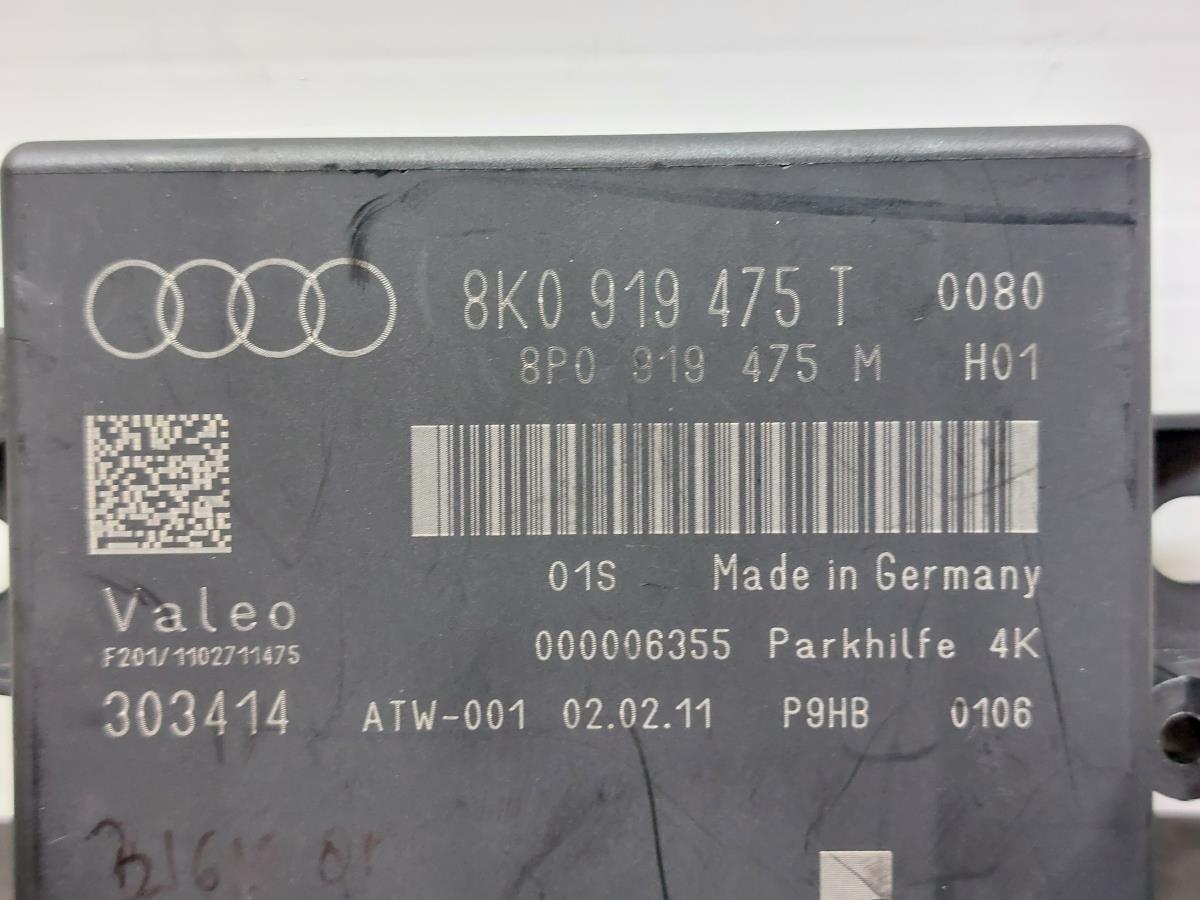 8K0 919 475 T 0080
8P0 919 475 M H01
01S Made in Germany
Valeo
F201/1102711475
000006355 Parkhilfe 4K
303414 ATW-001 02.02.11 P9HB 0106